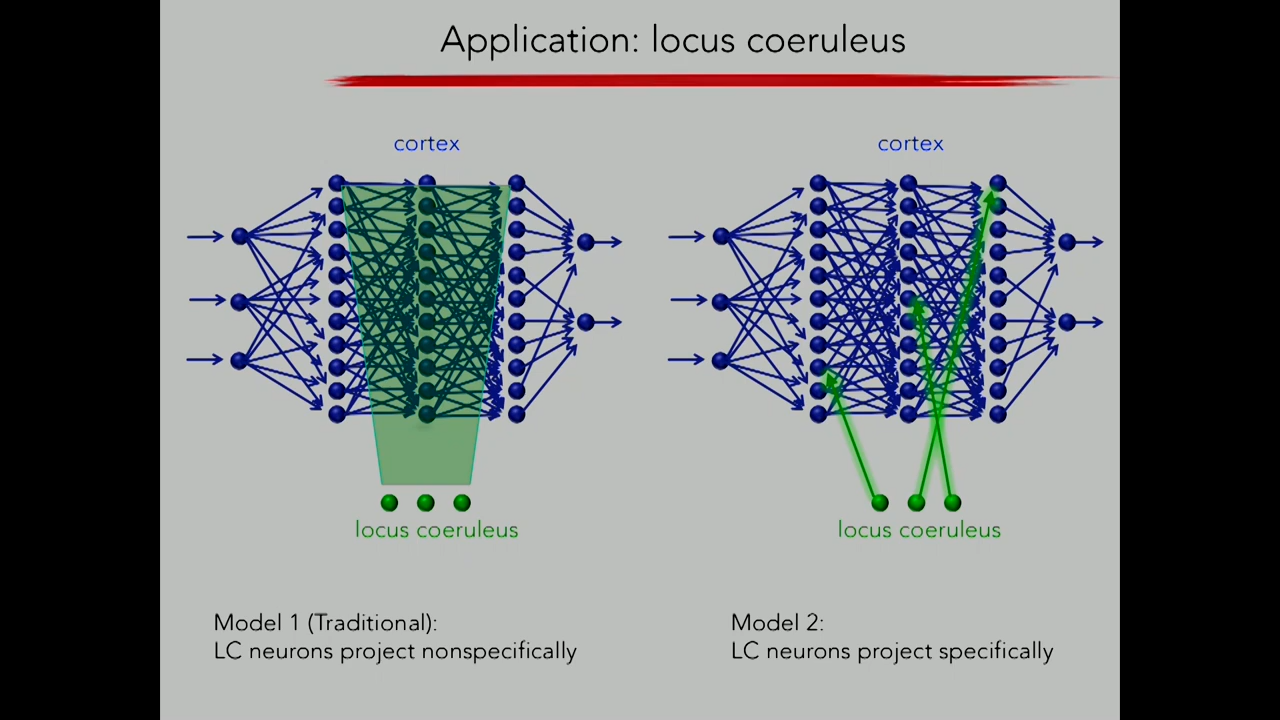 Application: locus coeruleus
cortex
cortex
locus coeruleus
locus coeruleus
Model 1 (Traditional):
LC neurons project nonspecifically
Model 2:
LC neurons project specifically